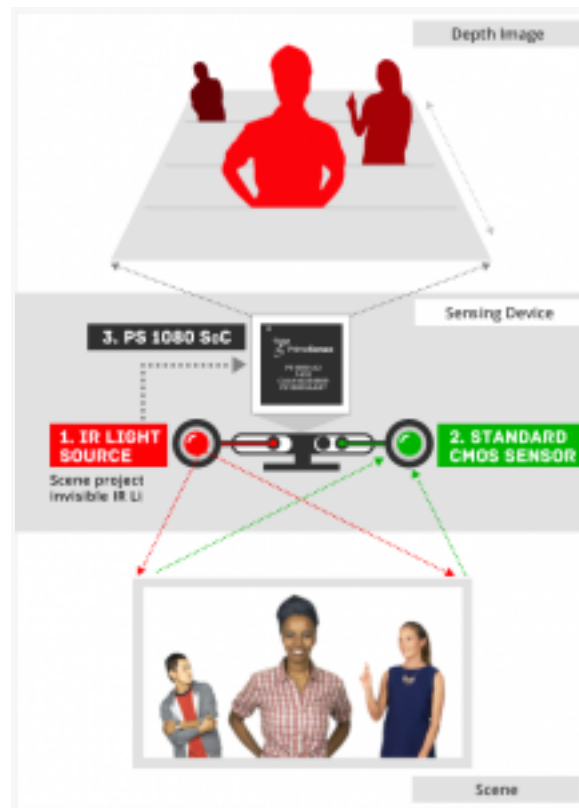 Depth Image
Sensing Device
3. PS 1080 SoC
PrimeSense
1. IR LIGHT
SOURCE
2. STANDARD
CMOS SENSOR
Scene project
invisible IR Li
Scene